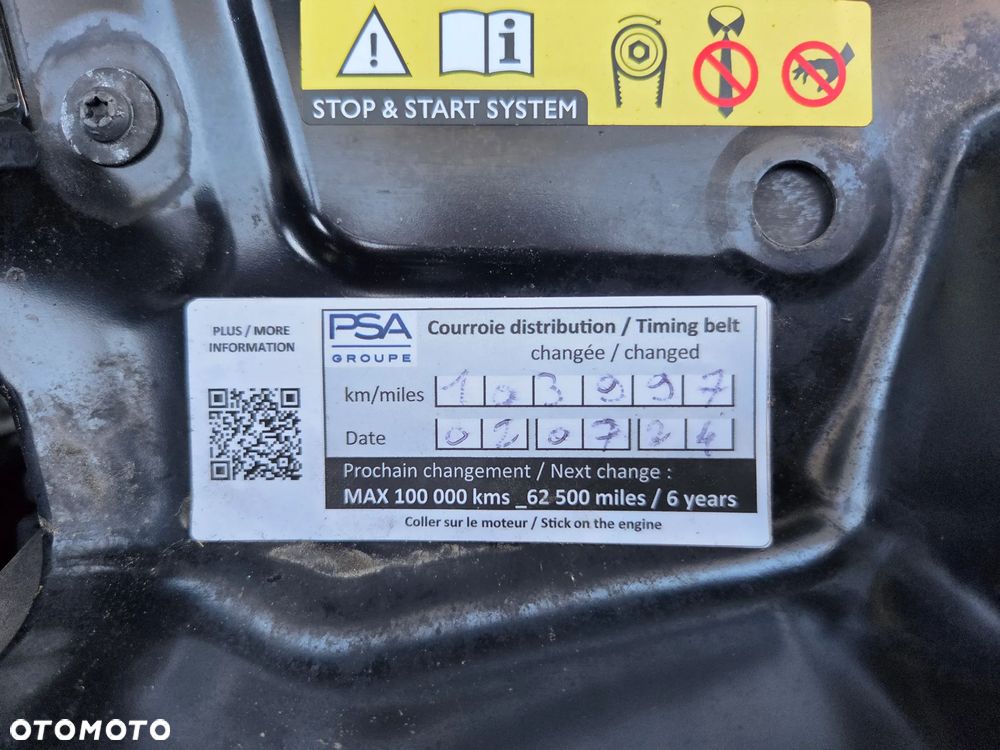 STOP & START SYSTEM
PLUS / MORE
INFORMATION
PSA
GROUPE
Courroie distribution / Timing belt
changée / changed
km/miles 103997
Date 020724
Prochain changement / Next change :
MAX 100 000 kms _62 500 miles / 6 years
Coller sur le moteur / Stick on the engine
OTOMOTO